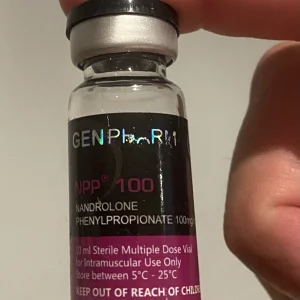 GENPHARM
NPP® 100
NANDROLONE
PHENYLPROPIONATE 100mg
10 ml Sterile Multiple Dose Vial
for Intramuscular Use Only
Store between 5°C - 25°C
KEEP OUT OF REACH OF